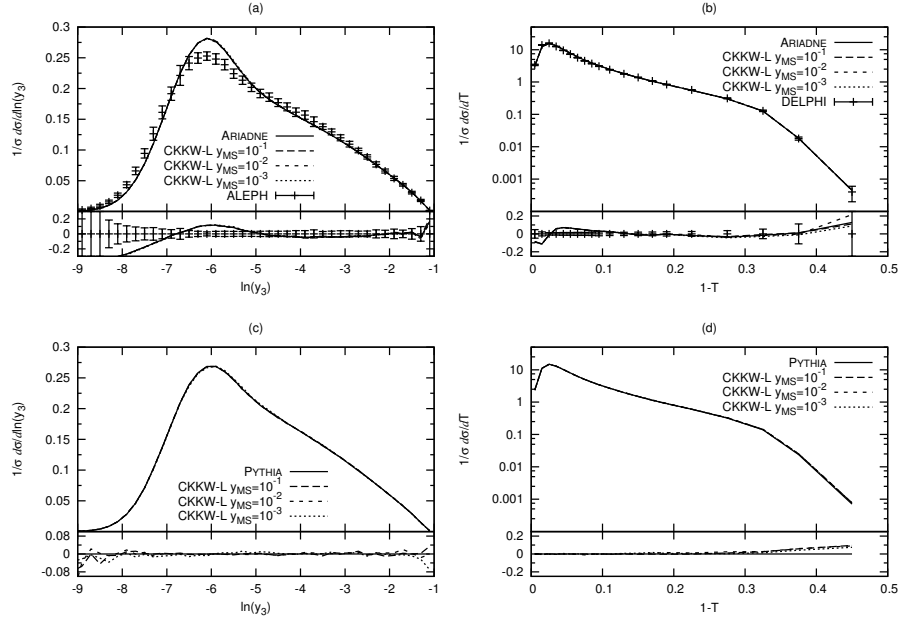 (a)
1/σ dσ/dln(y3)
0.3
0.25
0.2
0.15
0.1
0.05
ARIADNE
CKKW-L yMS=10-1
CKKW-L yMS=10-2
CKKW-L yMS=10-3
ALEPH
0.2
0
-0.2
-9 -8 -7 -6 -5 -4 -3 -2 -1
ln(y3)
(b)
1/σ dσ/dT
10
1
0.1
0.01
0.001
ARIADNE
CKKW-L yMS=10-1
CKKW-L yMS=10-2
CKKW-L yMS=10-3
DELPHI
0.2
0
-0.2
0 0.1 0.2 0.3 0.4 0.5
1-T
(c)
1/σ dσ/dln(y3)
0.3
0.25
0.2
0.15
0.1
0.05
PYTHIA
CKKW-L yMS=10-1
CKKW-L yMS=10-2
CKKW-L yMS=10-3
0.08
0
-0.08
-9 -8 -7 -6 -5 -4 -3 -2 -1
ln(y3)
(d)
1/σ dσ/dT
10
1
0.1
0.01
0.001
PYTHIA
CKKW-L yMS=10-1
CKKW-L yMS=10-2
CKKW-L yMS=10-3
0.2
0
-0.2
0 0.1 0.2 0.3 0.4 0.5
1-T